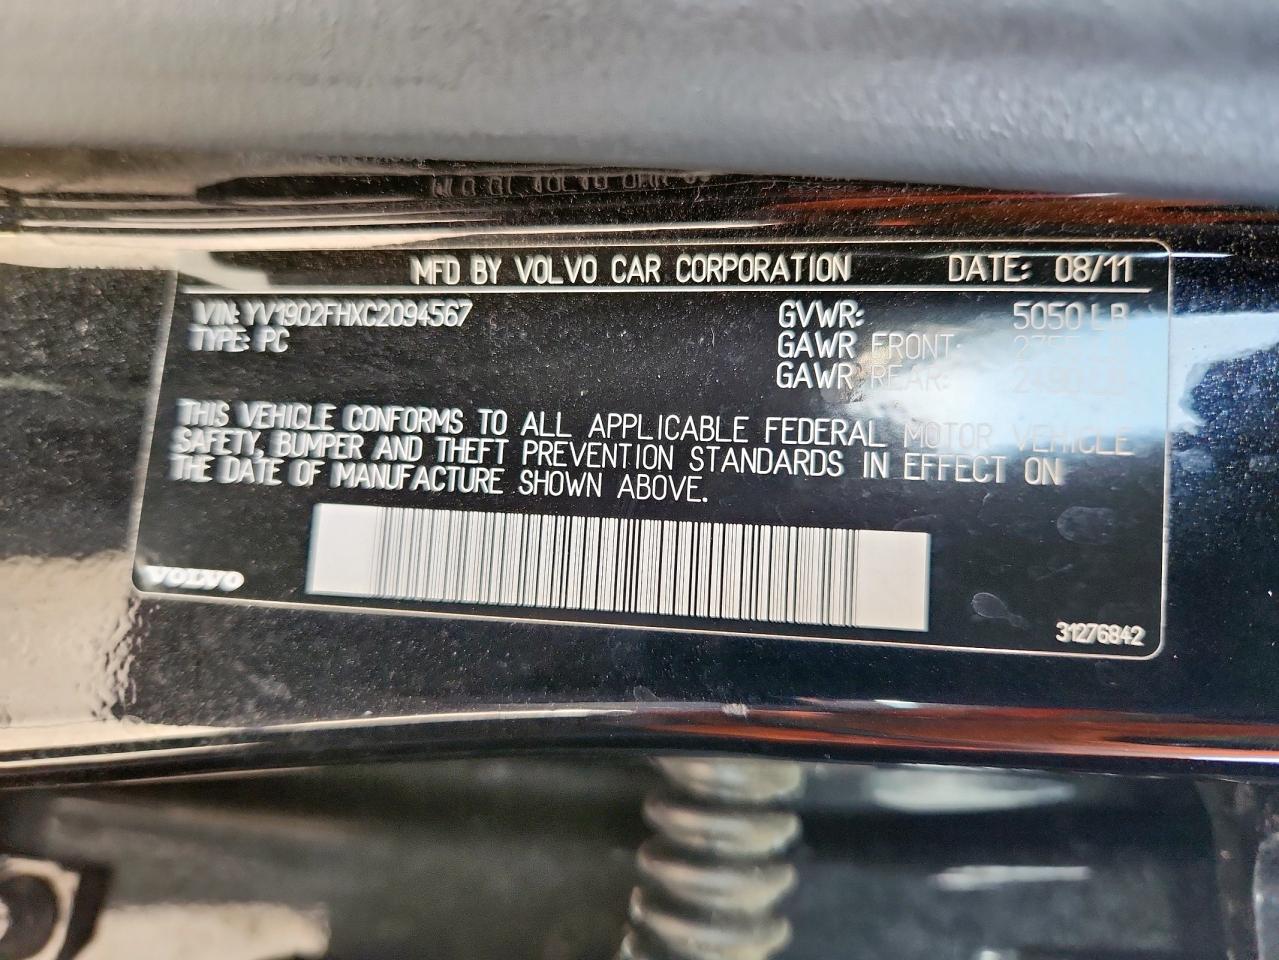 MFD BY VOLVO CAR CORPORATION DATE: 08/11
VIN: YV1902FHXC2094567 GVWR: 5050 LB
TYPE: PC GAWR FRONT:
GAWR REAR:
THIS VEHICLE CONFORMS TO ALL APPLICABLE FEDERAL MOTOR VEHICLE
SAFETY, BUMPER AND THEFT PREVENTION STANDARDS IN EFFECT ON
THE DATE OF MANUFACTURE SHOWN ABOVE.
VOLVO
31276842